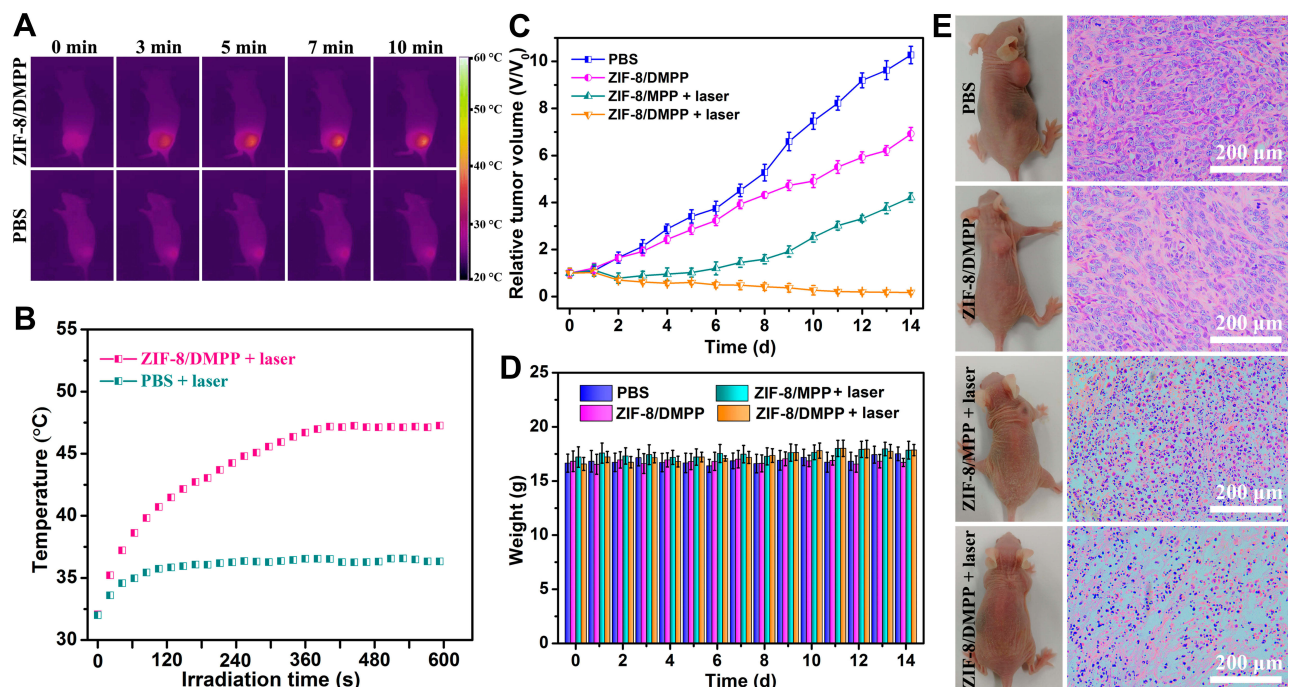 A
0 min 3 min 5 min 7 min 10 min
ZIF-8/DMPP
PBS
60 °C
50 °C
40 °C
30 °C
20 °C
B
Temperature (°C)
55
50
45
40
35
30
ZIF-8/DMPP + laser
PBS + laser
0 120 240 360 480 600
Irradiation time (s)
C
Relative tumor volume (V/V0)
10
8
6
4
2
0
PBS
ZIF-8/DMPP
ZIF-8/MPP + laser
ZIF-8/DMPP + laser
0 2 4 6 8 10 12 14
Time (d)
D
Weight (g)
25
20
15
10
5
0
PBS ZIF-8/MPP + laser
ZIF-8/DMPP ZIF-8/DMPP + laser
0 2 4 6 8 10 12 14
Time (d)
E
PBS
200 µm
ZIF-8/DMPP
200 µm
ZIF-8/MPP + laser
200 µm
ZIF-8/DMPP + laser
200 µm